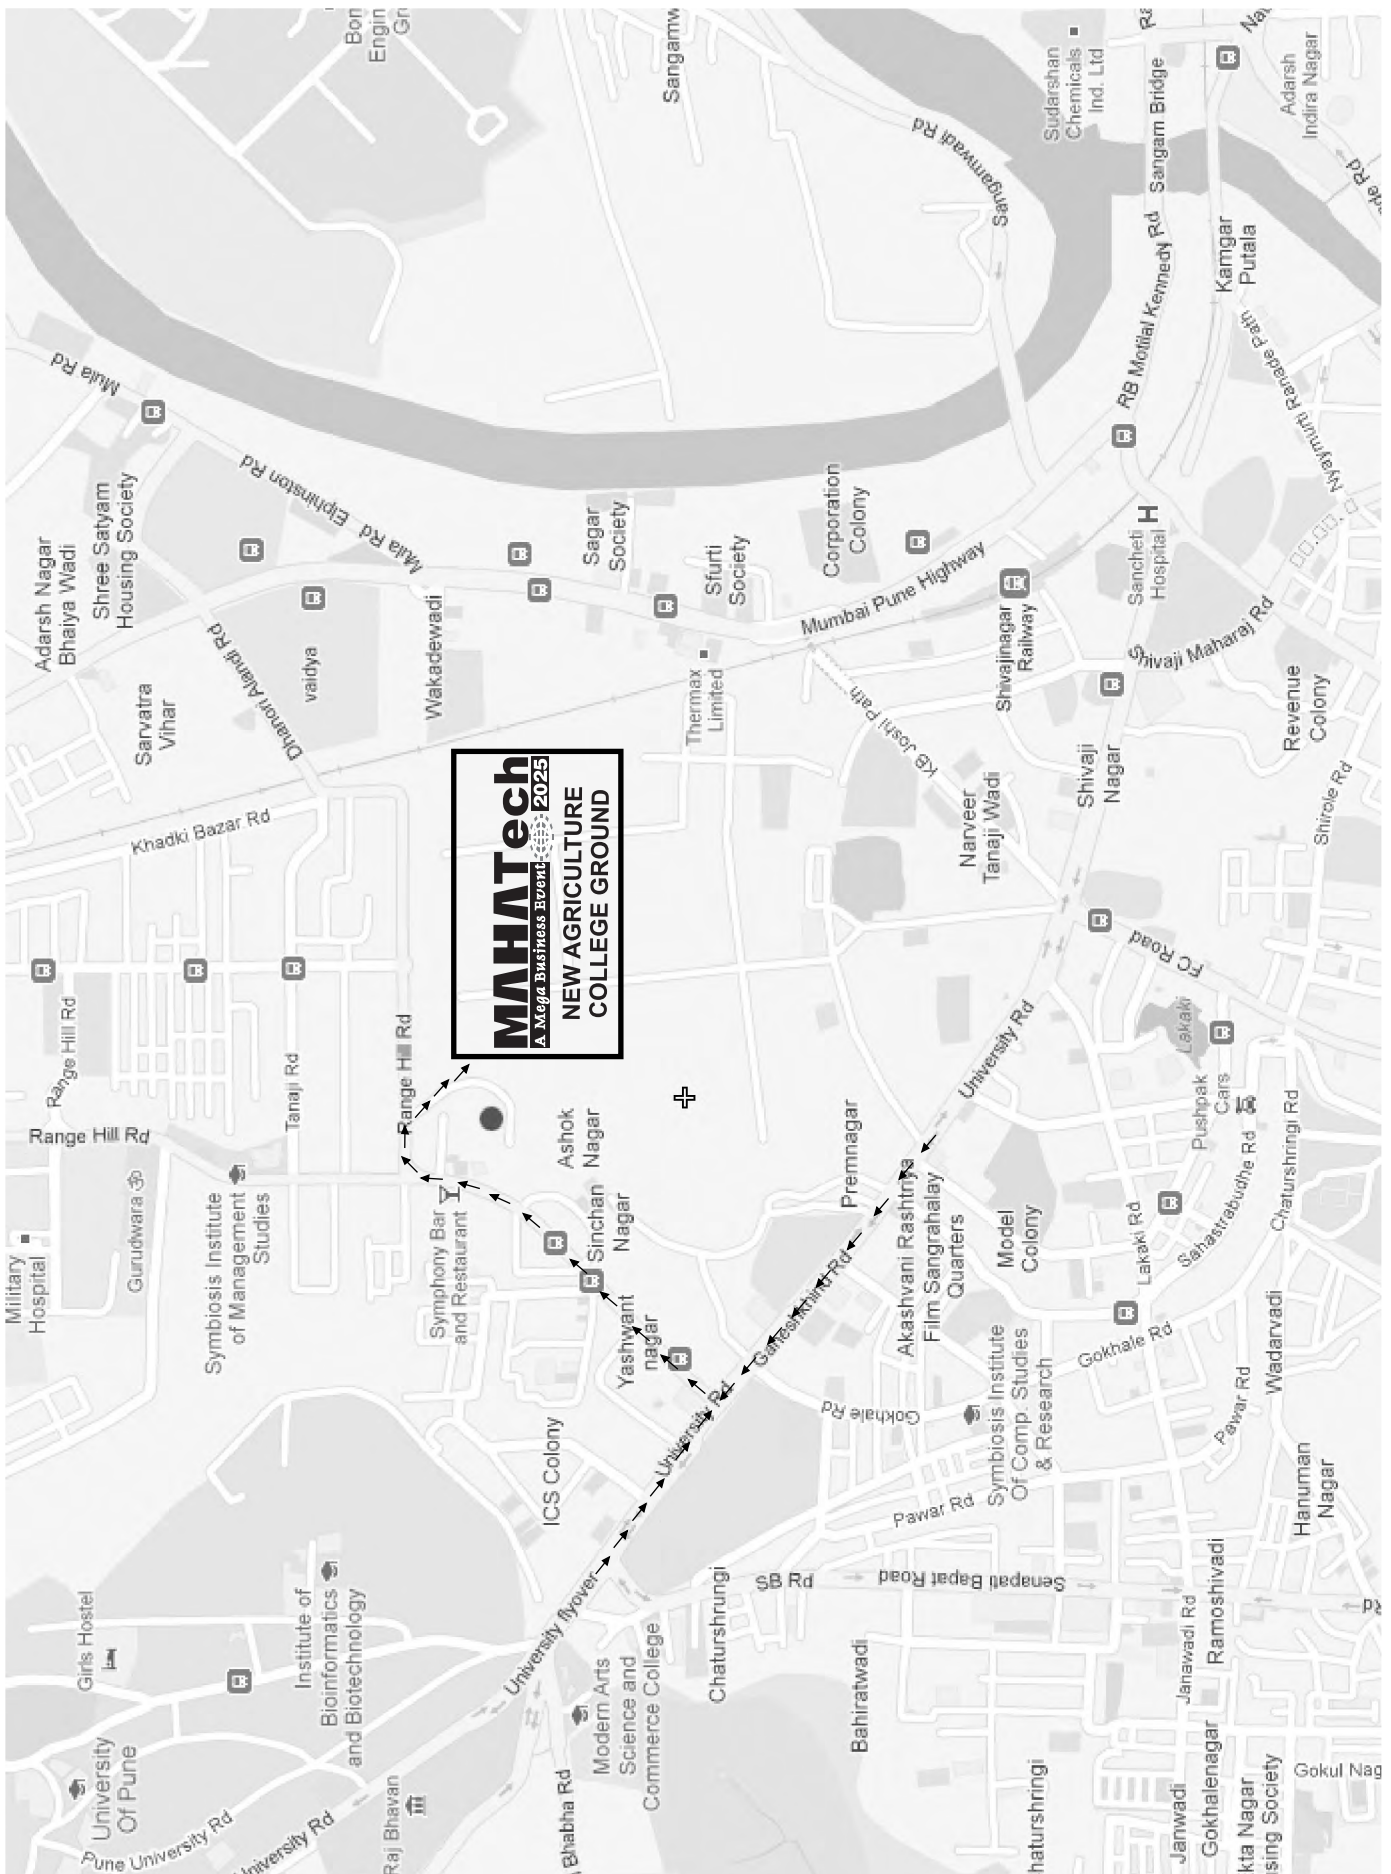 University
Of Pune
Girls Hostel
Military
Hospital
Range Hill Rd
Range Hill Rd
Adarsh Nagar
Bhaiya Wadi
Shree Satyam
Housing Society
Mula Rd
Pune University Rd
Gurudwara
Sarvatra
Vihar
Khadki Bazar Rd
Symbiosis Institute
of Management
Studies
Tanaji Rd
Dhanori Alandi Rd
Elphinston Rd
Institute of
Bioinformatics
and Biotechnology
vaidya
Mula Rd
Raj Bhavan
Range Hill Rd
Wakadewadi
Symphony Bar
and Restaurant
MAHATech
A Mega Business Event 2025
NEW AGRICULTURE
COLLEGE GROUND
University flyover
ICS Colony
Ashok
Nagar
Sinchan
Nagar
Yashwant
nagar
Sagar
Society
Bhabha Rd
Modern Arts
Science and
Commerce College
University Rd
Thermax
Limited
Sfurti
Society
Chaturshrungi
SB Rd
Ganeshkhind Rd
Premnagar
Mumbai Pune Highway
Corporation
Colony
Bahiratwadi
Senapati Bapat Road
Gokhale Rd
KB Joshi Path
Akashvani Rashtriya
Film Sangrahalay
Quarters
Pawar Rd
Symbiosis Institute
Of Comp. Studies
& Research
Model
Colony
University Rd
Narveer
Tanaji Wadi
Shivajinagar
Railway
Sangamwadi Rd
Sudarshan
Chemicals
Ind. Ltd
Gokhale Rd
Shivaji
Nagar
Sancheti
Hospital
H
RB Motilal Kennedy Rd
Sangam Bridge
Lakaki Rd
FC Road
Lakaki
Pushpak
Cars
Shivaji Maharaj Rd
Kamgar
Putala
Janawadi Rd
Ramoshivadi
Janwadi
Gokhalenagar
Pawar Rd
Sahastrabudhe Rd
Wadarvadi
Chaturshringi Rd
Revenue
Colony
Nyaymurti Ranade Path
Adarsh
Indira Nagar
Hanuman
Nagar
Shirole Rd